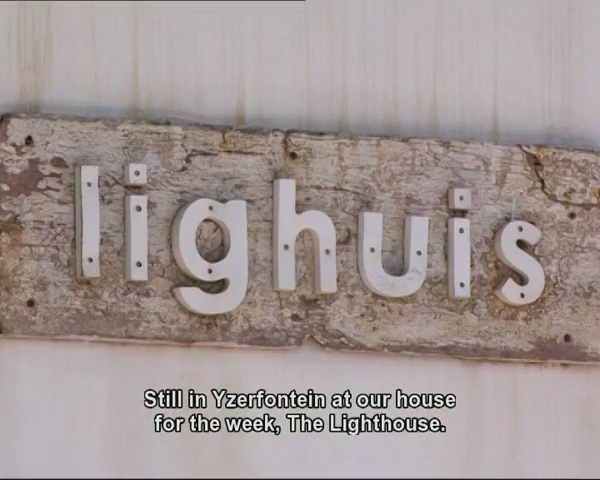 lighuis
Still in Yzerfontein at our house
for the week, The Lighthouse.